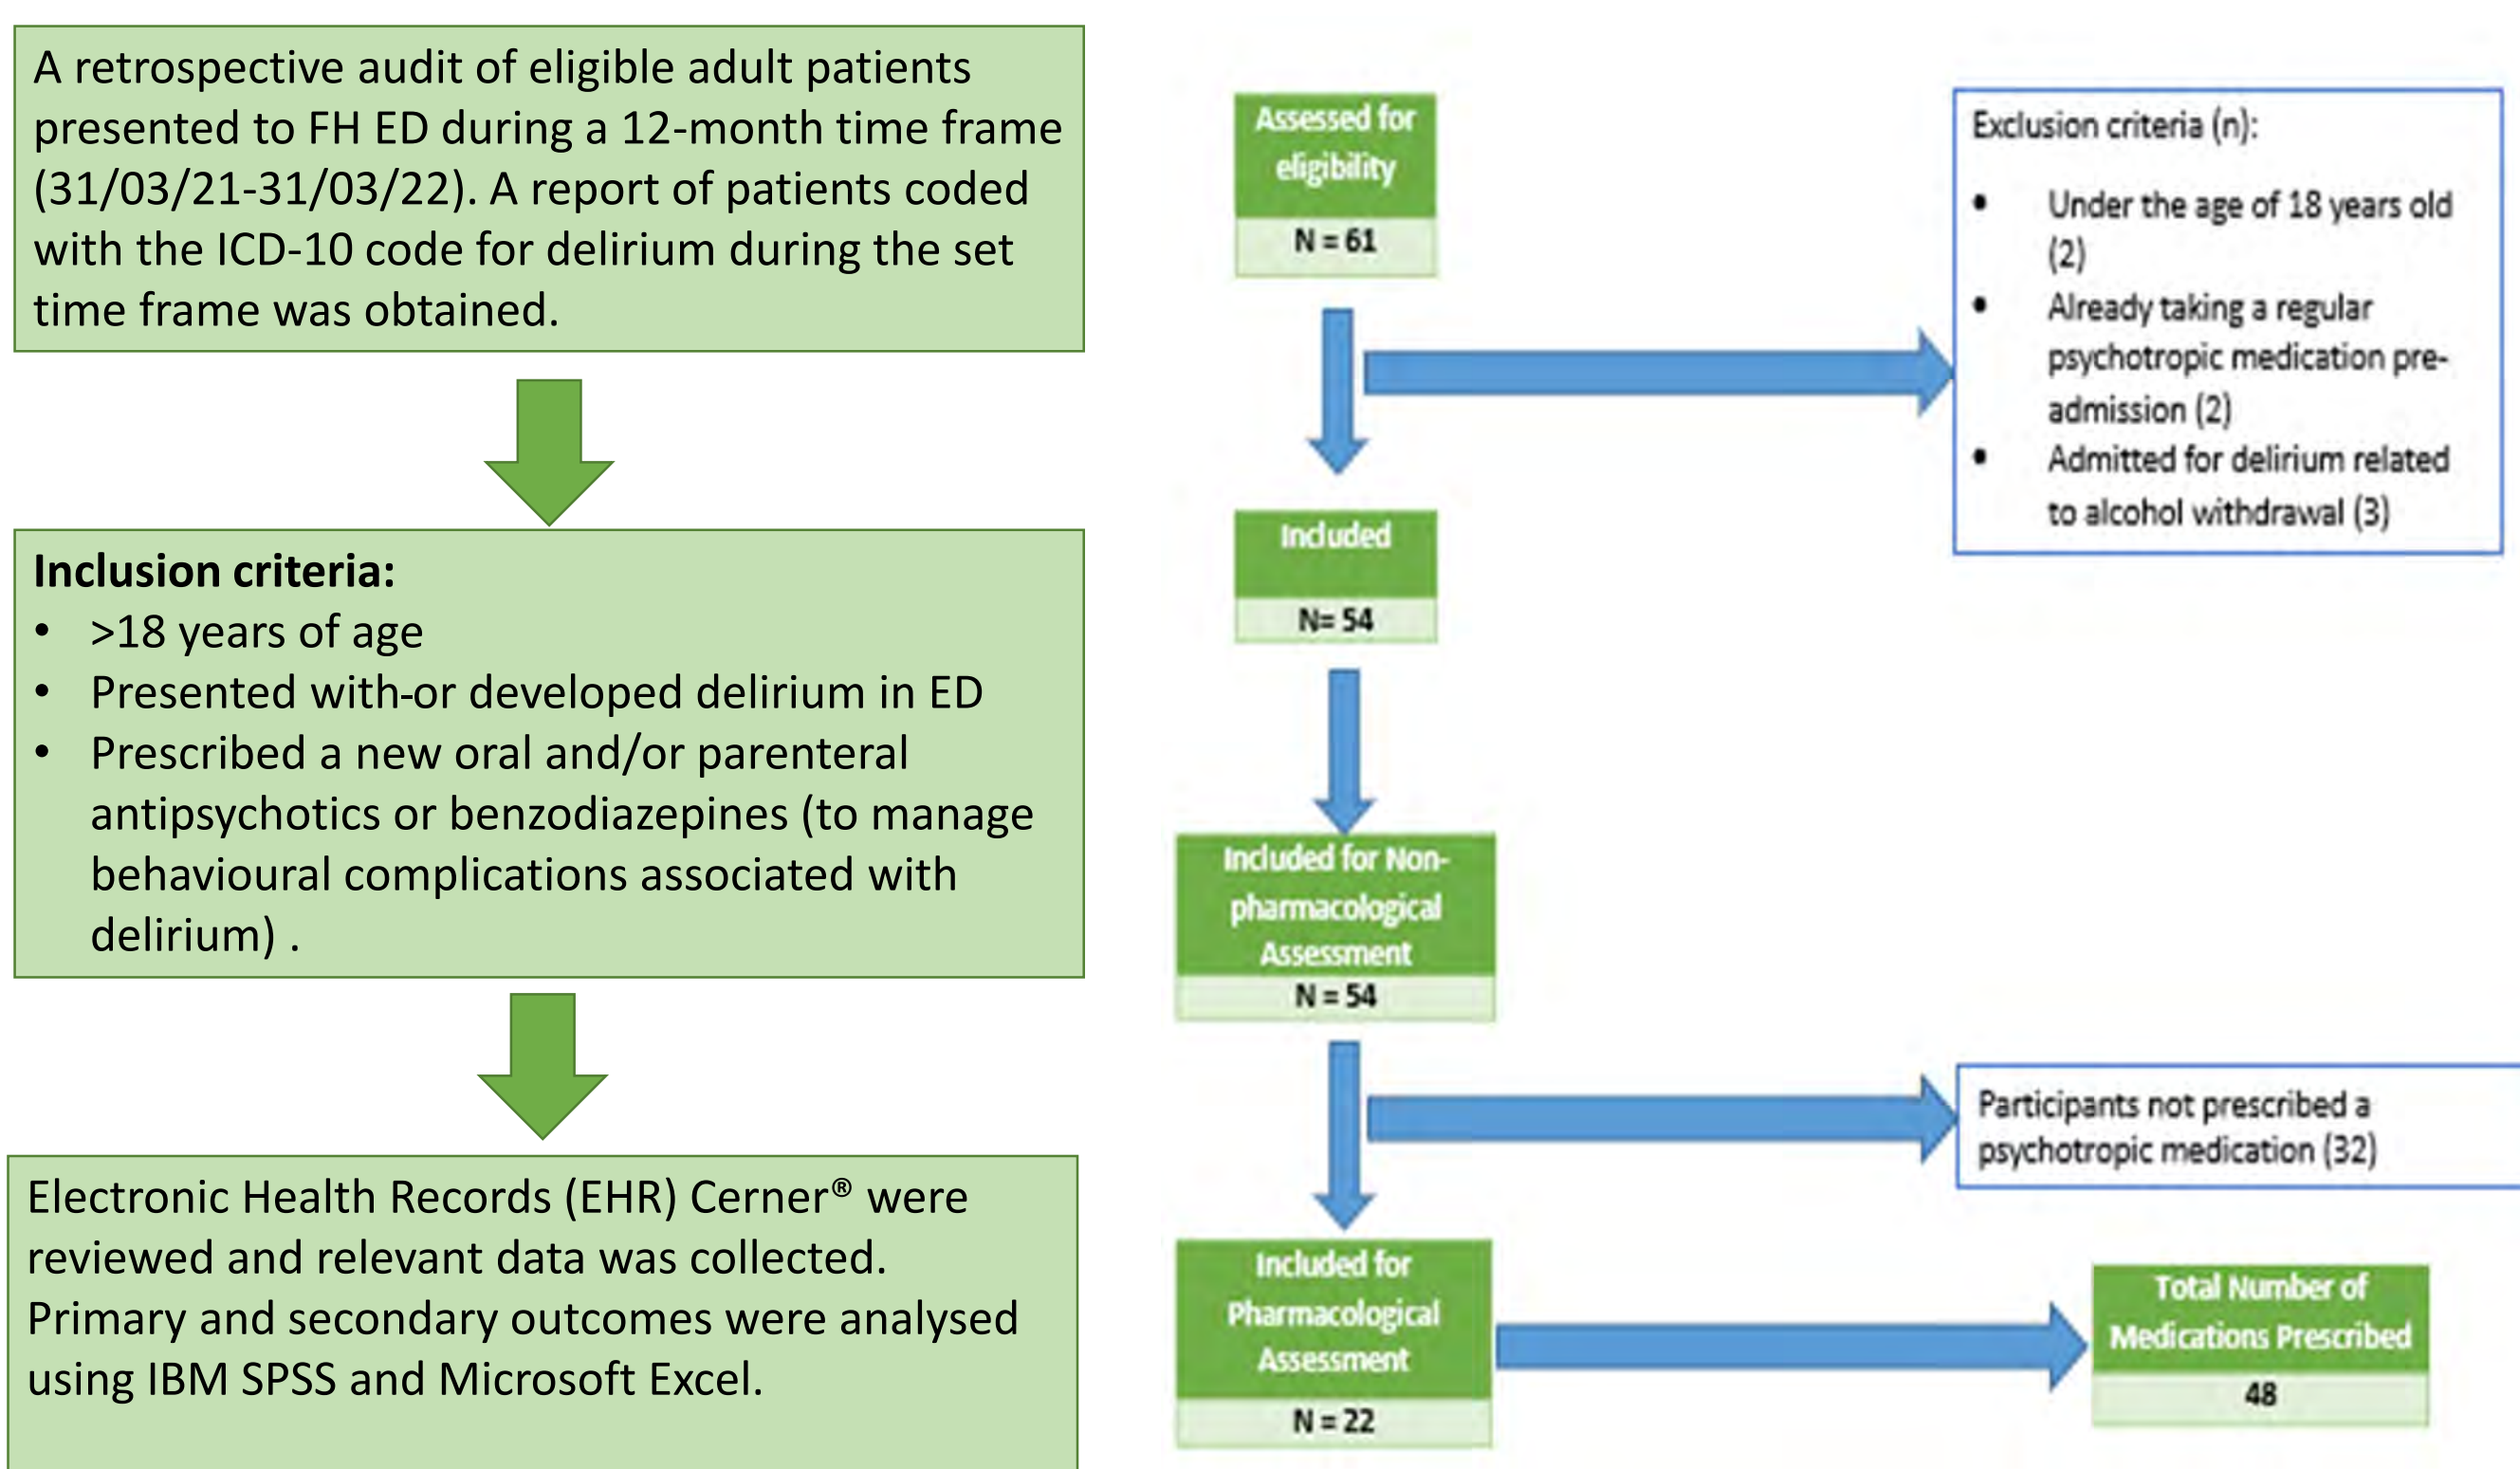 A retrospective audit of eligible adult patients
presented to FH ED during a 12-month time frame
(31/03/21-31/03/22). A report of patients coded
with the ICD-10 code for delirium during the set
time frame was obtained.
Inclusion criteria:
• >18 years of age
• Presented with-or developed delirium in ED
• Prescribed a new oral and/or parenteral
antipsychotics or benzodiazepines (to manage
behavioural complications associated with
delirium) .
Electronic Health Records (EHR) Cerner® were
reviewed and relevant data was collected.
Primary and secondary outcomes were analysed
using IBM SPSS and Microsoft Excel.
Assessed for
eligibility
N = 61
Exclusion criteria (n):
• Under the age of 18 years old
(2)
• Already taking a regular
psychotropic medication pre-
admission (2)
• Admitted for delirium related
to alcohol withdrawal (3)
Included
N= 54
Included for Non-
pharmacological
Assessment
N = 54
Participants not prescribed a
psychotropic medication (32)
Included for
Pharmacological
Assessment
N = 22
Total Number of
Medications Prescribed
48